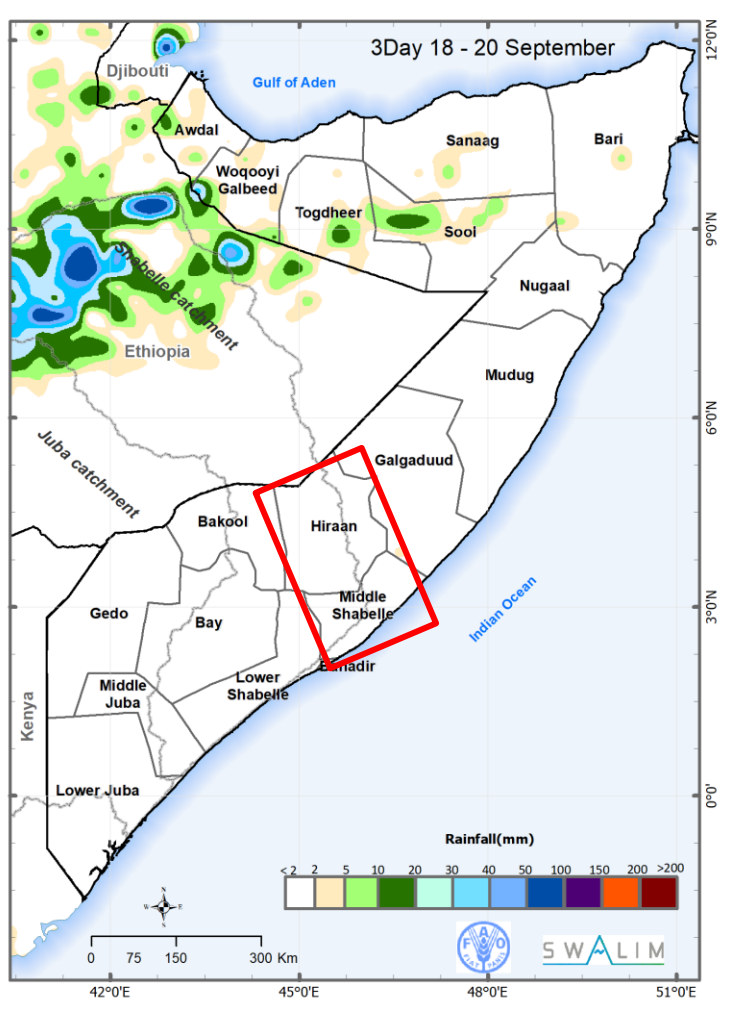 3Day 18 - 20 September
12°0'N
Djibouti
Gulf of Aden
Awdal
Sanaag
Bari
Woqooyi
Galbeed
Togdheer
Sool
9°0'N
Shabelle catchment
Nugaal
Ethiopia
Mudug
6°0'N
Juba catchment
Galgaduud
Bakool
Hiraan
Indian Ocean
3°0'N
Gedo
Bay
Middle
Shabelle
Banadir
Lower
Shabelle
Middle
Juba
Kenya
Lower Juba
0°0'
Rainfall(mm)
< 2 2 5 10 20 30 40 50 100 150 200 >200
N
W E
S
0 75 150 300 Km
F A O
FIAT PANIS
SWALIM
42°0'E 45°0'E 48°0'E 51°0'E